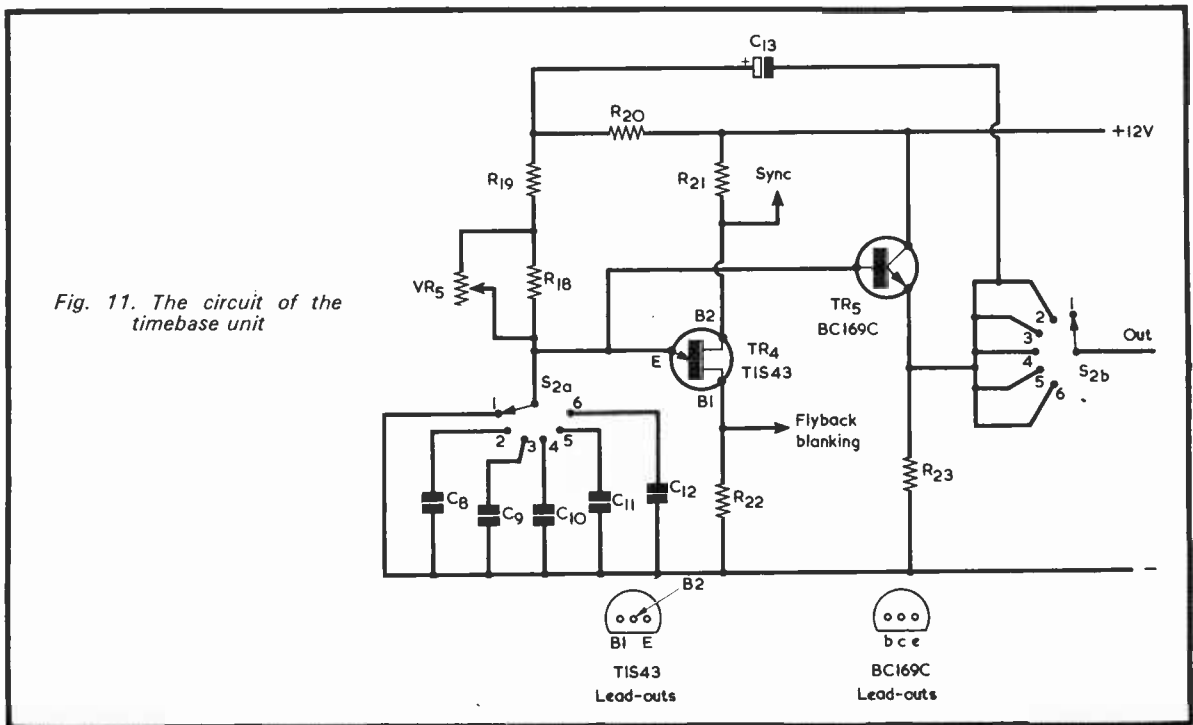 Fig. 11. The circuit of the
timebase unit
C13
+
R20
+12V
R19
R21
Sync
VR5
R18
TR5
BC169C
B2
E
TR4
TIS43
B1
S2a
1
2
3
4
5
6
Flyback
blanking
C8
C9
C10
C11
C12
R22
R23
1
2
3
4
5
6
S2b
Out
–
B2
B1 E
TIS43
Lead-outs
b c e
BC169C
Lead-outs